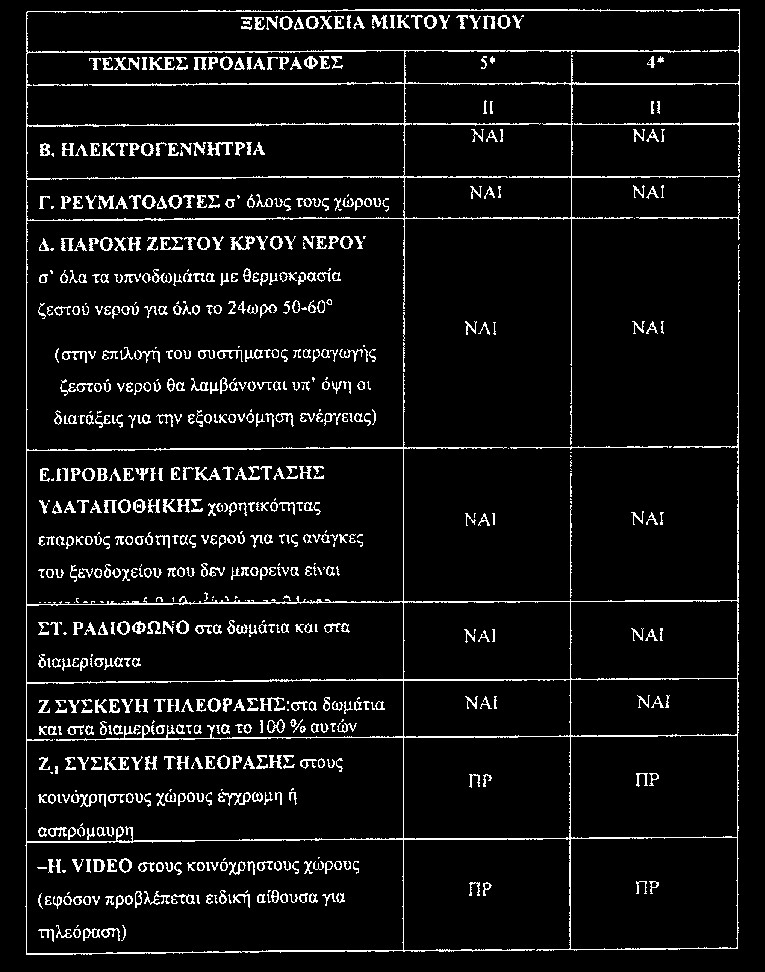 ΞΕΝΟΔΟΧΕΙΑ ΜΙΚΤΟΥ ΤΥΠΟΥ
ΤΕΧΝΙΚΕΣ ΠΡΟΔΙΑΓΡΑΦΕΣ 5* 4*
Π Π
Β. ΗΛΕΚΤΡΟΓΕΝΝΗΤΡΙΑ ΝΑΙ ΝΑΙ
Γ. ΡΕΥΜΑΤΟΔΟΤΕΣ σ' όλους τους χώρους ΝΑΙ ΝΑΙ
Δ. ΠΑΡΟΧΗ ΖΕΣΤΟΥ ΚΡΥΟΥ ΝΕΡΟΥ
σ' όλα τα υπνοδωμάτια με θερμοκρασία
ζεστού νερού για όλο το 24ωρο 50-60°
ΝΑΙ ΝΑΙ
(στην επιλογή του συστήματος παραγωγής
ζεστού νερού θα λαμβάνονται υπ' όψη οι
διατάξεις για την εξοικονόμηση ενέργειας)
Ε.ΠΡΟΒΛΕΨΗ ΕΓΚΑΤΑΣΤΑΣΗΣ
ΥΔΑΤΑΠΟΘΗΚΗΣ χωρητικότητας
επαρκούς ποσότητας νερού για τις ανάγκες ΝΑΙ ΝΑΙ
του ξενοδοχείου που δεν μπορείνα είναι
ΣΤ. ΡΑΔΙΟΦΩΝΟ στα δωμάτια και στα ΝΑΙ ΝΑΙ
διαμερίσματα
Ζ ΣΥΣΚΕΥΗ ΤΗΛΕΟΡΑΣΗΣ:στα δωμάτια ΝΑΙ ΝΑΙ
και στα διαμερίσματα για το 100 % αυτών
Ζ.₁ ΣΥΣΚΕΥΗ ΤΗΛΕΟΡΑΣΗΣ στους
κοινόχρηστους χώρους έγχρωμη ή ΠΡ ΠΡ
ασπρόμαυρη
–Η. VIDEO στους κοινόχρηστους χώρους
(εφόσον προβλέπεται ειδική αίθουσα για ΠΡ ΠΡ
τηλεόραση)